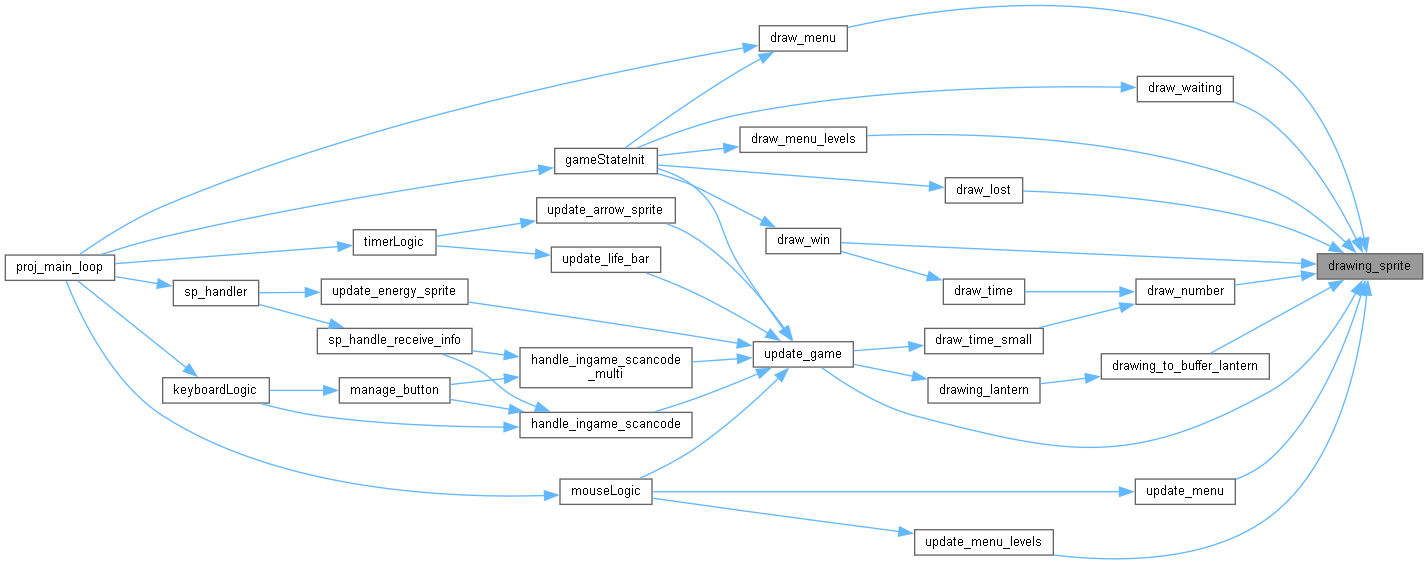 draw_menu
draw_waiting
draw_menu_levels
gameStateInit
draw_lost
update_arrow_sprite
draw_win
timerLogic
update_life_bar
proj_main_loop
drawing_sprite
sp_handler
update_energy_sprite
draw_time
draw_number
sp_handle_receive_info
draw_time_small
handle_ingame_scancode
_multi
update_game
drawing_to_buffer_lantern
keyboardLogic
manage_button
drawing_lantern
handle_ingame_scancode
mouseLogic
update_menu
update_menu_levels